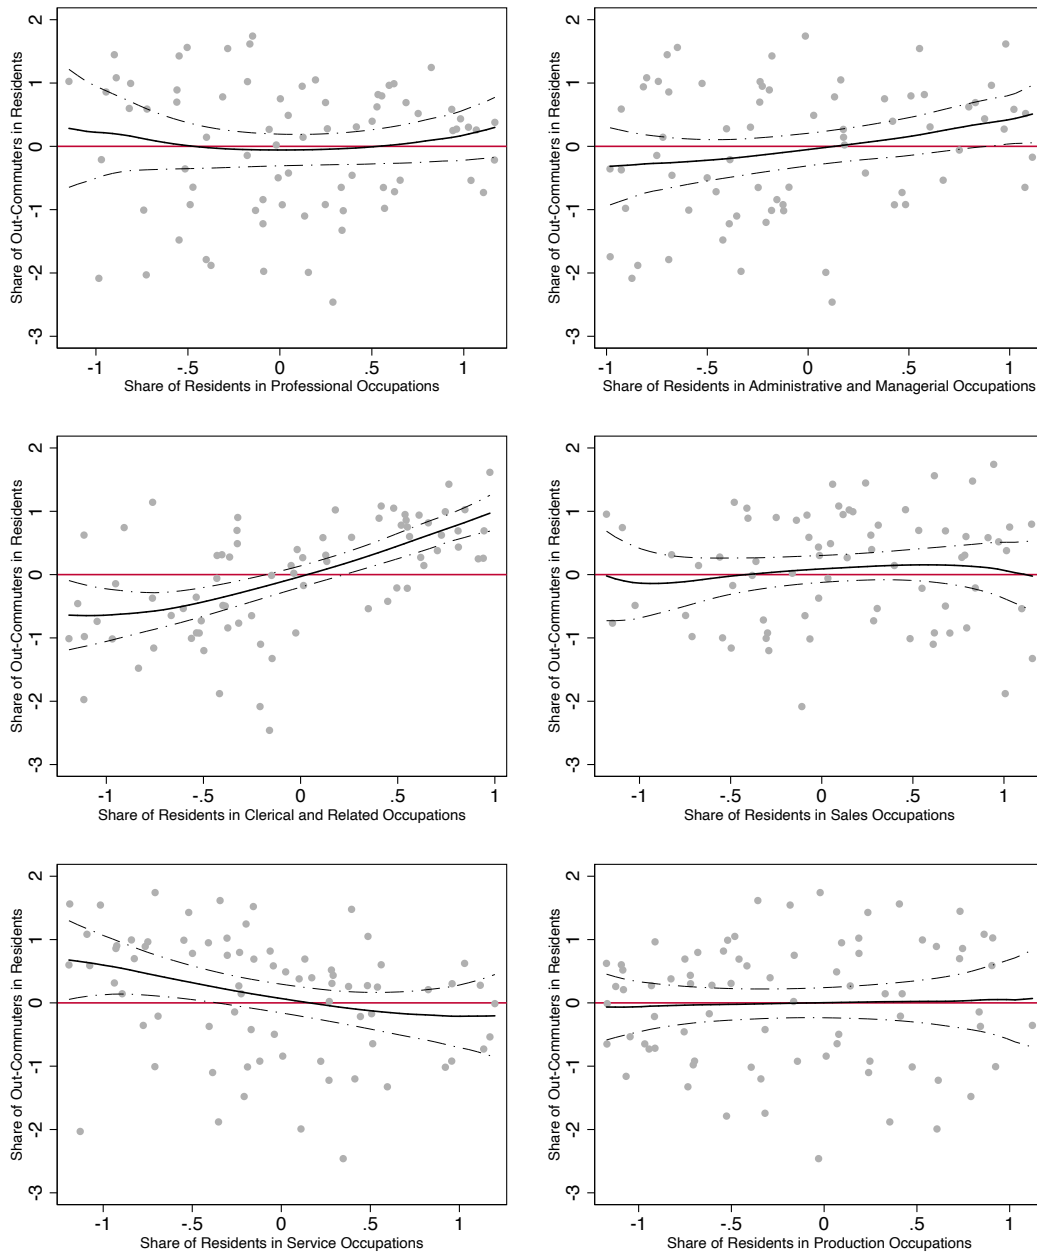 Share of Out-Commuters in Residents
2
1
0
-1
-2
-3
-1 -.5 0 .5 1
Share of Residents in Professional Occupations
Share of Out-Commuters in Residents
2
1
0
-1
-2
-3
-1 -.5 0 .5 1
Share of Residents in Administrative and Managerial Occupations
Share of Out-Commuters in Residents
2
1
0
-1
-2
-3
-1 -.5 0 .5 1
Share of Residents in Clerical and Related Occupations
Share of Out-Commuters in Residents
2
1
0
-1
-2
-3
-1 -.5 0 .5 1
Share of Residents in Sales Occupations
Share of Out-Commuters in Residents
2
1
0
-1
-2
-3
-1 -.5 0 .5 1
Share of Residents in Service Occupations
Share of Out-Commuters in Residents
2
1
0
-1
-2
-3
-1 -.5 0 .5 1
Share of Residents in Production Occupations